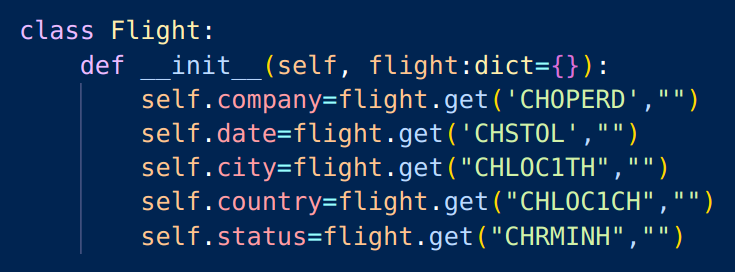 class Flight:
    def __init__(self, flight:dict={}):
        self.company=flight.get('CHOPERD',"")
        self.date=flight.get('CHSTOL',"")
        self.city=flight.get("CHLOC1TH","")
        self.country=flight.get("CHLOC1CH","")
        self.status=flight.get("CHRMINH","")